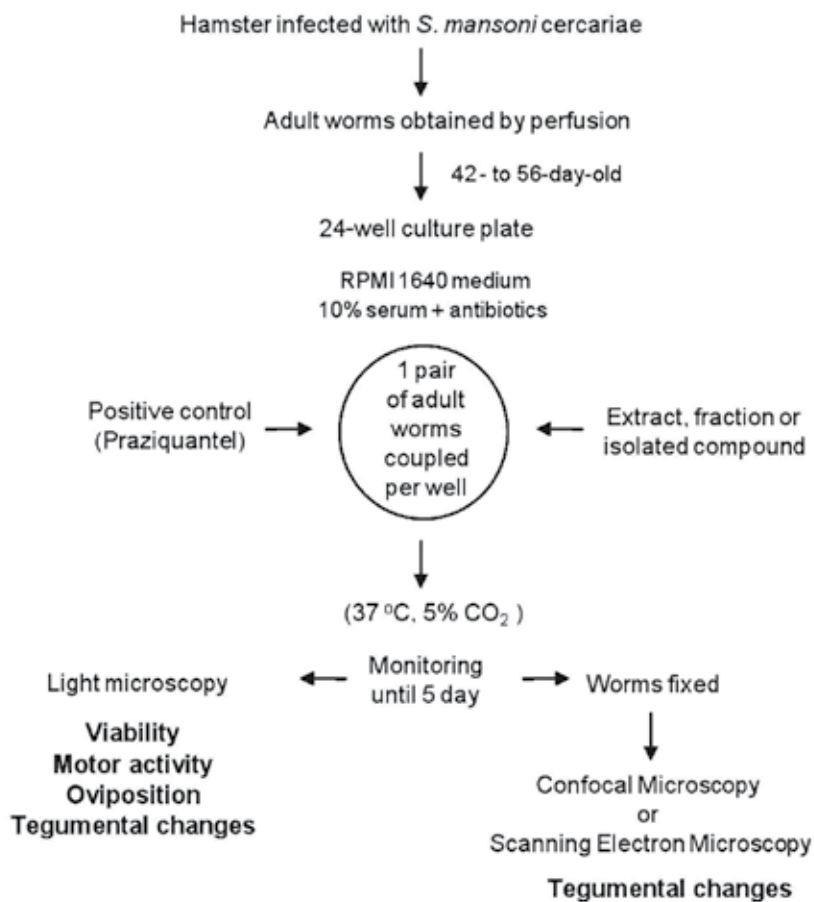 Hamster infected with S. mansoni cercariae
Adult worms obtained by perfusion
42- to 56-day-old
24-well culture plate
RPMI 1640 medium
10% serum + antibiotics
1 pair
of adult
worms
coupled
per well
Positive control
(Praziquantel)
Extract, fraction or
isolated compound
(37 ºC, 5% CO₂ )
Monitoring
until 5 day
Light microscopy
Viability
Motor activity
Oviposition
Tegumental changes
Worms fixed
Confocal Microscopy
or
Scanning Electron Microscopy
Tegumental changes